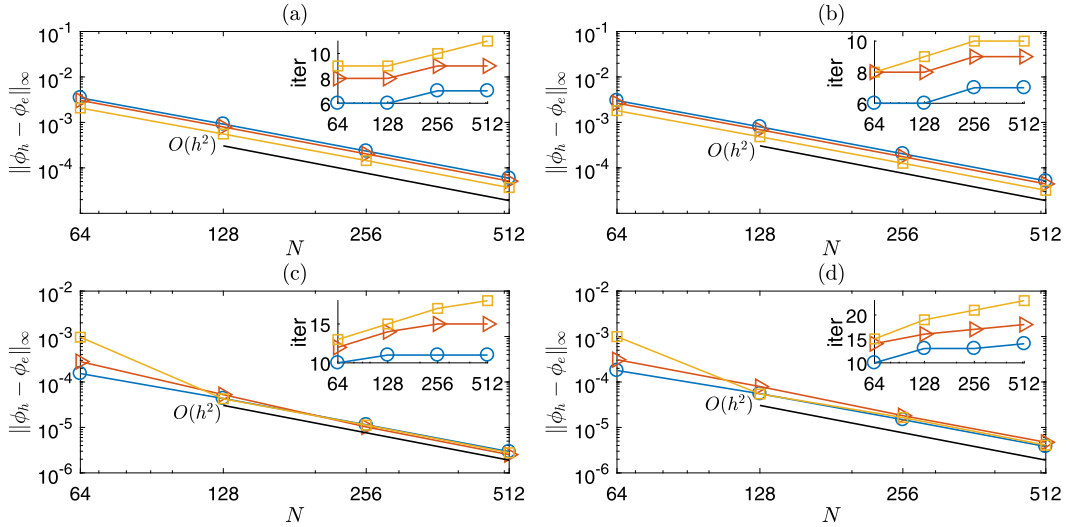 (a)
10^{-1}
10^{-2}
10^{-3}
10^{-4}
||ϕ_h − ϕ_e||_∞
O(h^2)
iter
10
8
6
64 128 256 512
64 128 256 512
N
(b)
10^{-1}
10^{-2}
10^{-3}
10^{-4}
||ϕ_h − ϕ_e||_∞
O(h^2)
iter
10
8
6
64 128 256 512
64 128 256 512
N
(c)
10^{-2}
10^{-3}
10^{-4}
10^{-5}
10^{-6}
||ϕ_h − ϕ_e||_∞
O(h^2)
iter
15
10
64 128 256 512
64 128 256 512
N
(d)
10^{-2}
10^{-3}
10^{-4}
10^{-5}
10^{-6}
||ϕ_h − ϕ_e||_∞
O(h^2)
iter
20
15
10
64 128 256 512
64 128 256 512
N